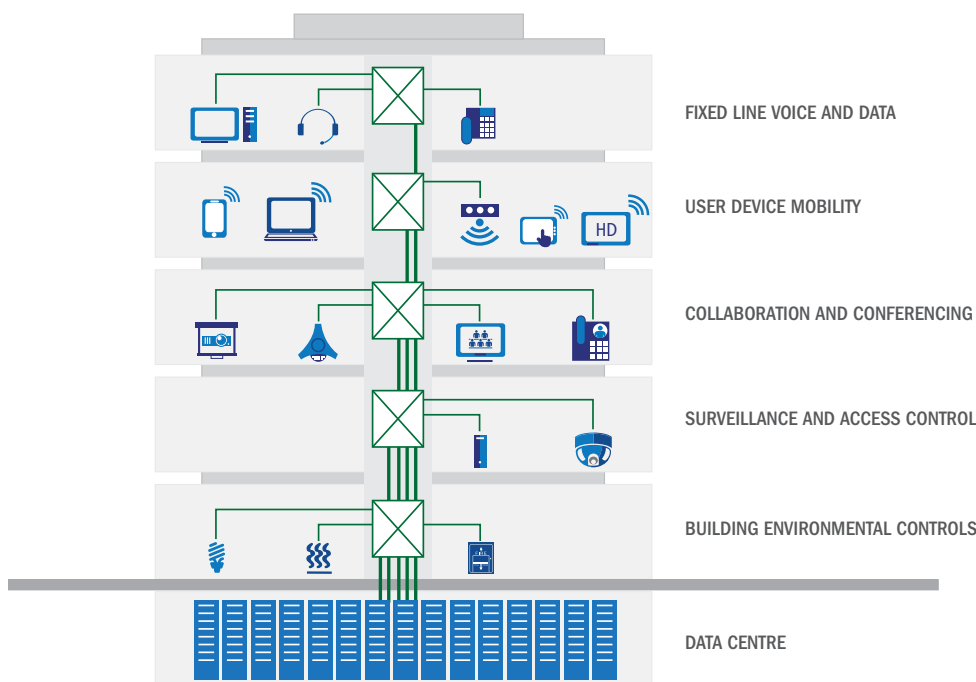 FIXED LINE VOICE AND DATA
USER DEVICE MOBILITY
HD
COLLABORATION AND CONFERENCING
SURVEILLANCE AND ACCESS CONTROL
BUILDING ENVIRONMENTAL CONTROLS
DATA CENTRE